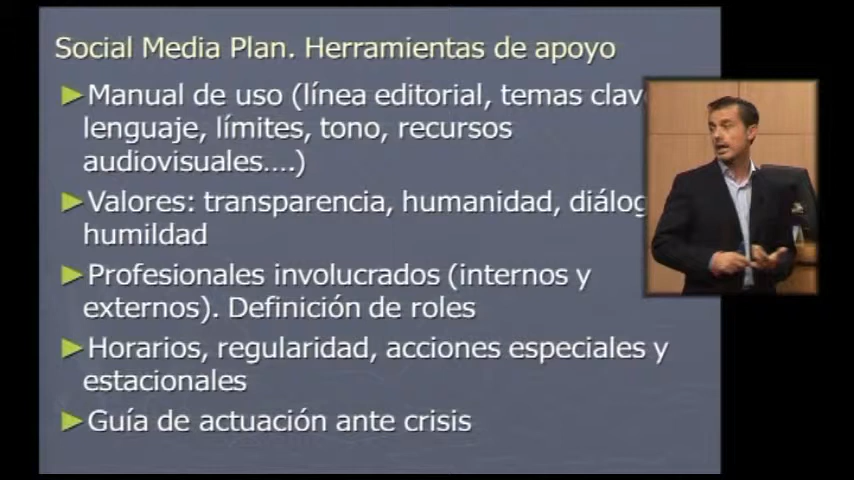 Social Media Plan. Herramientas de apoyo
►Manual de uso (línea editorial, temas
lenguaje, límites, tono, recursos
audiovisuales....)
►Valores: transparencia, humanidad,
humildad
►Profesionales involucrados (internos y
externos). Definición de roles
►Horarios, regularidad, acciones especiales y
estacionales
►Guía de actuación ante crisis